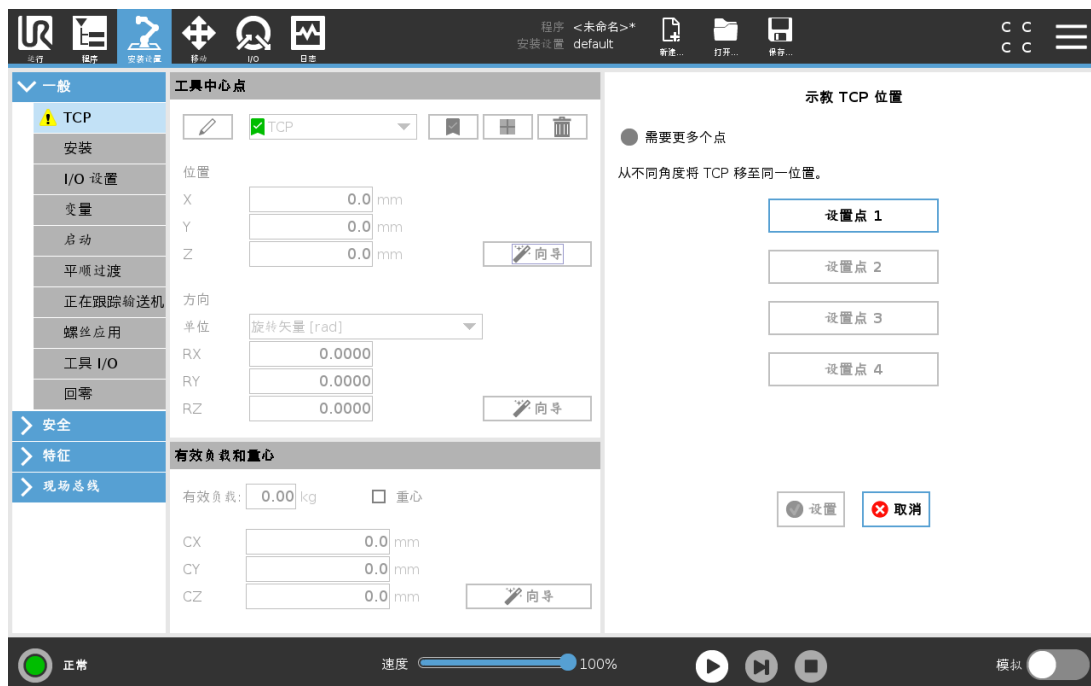 运行 程序 安装设置 移动 I/O 日志
程序 <未命名>*
安装设置 default
新建... 打开... 保存...
C C
C C
一般
TCP
安装
I/O 设置
变量
启动
平顺过渡
正在跟踪输送机
螺丝应用
工具 I/O
回零
安全
特征
现场总线
工具中心点
TCP
位置
X 0.0 mm
Y 0.0 mm
Z 0.0 mm 向导
方向
单位 旋转矢量 [rad]
RX 0.0000
RY 0.0000
RZ 0.0000 向导
有效负载和重心
有效负载: 0.00 kg 重心
CX 0.0 mm
CY 0.0 mm
CZ 0.0 mm 向导
示教 TCP 位置
需要更多个点
从不同角度将 TCP 移至同一位置。
设置点 1
设置点 2
设置点 3
设置点 4
设置 取消
正常 速度 100% 模拟